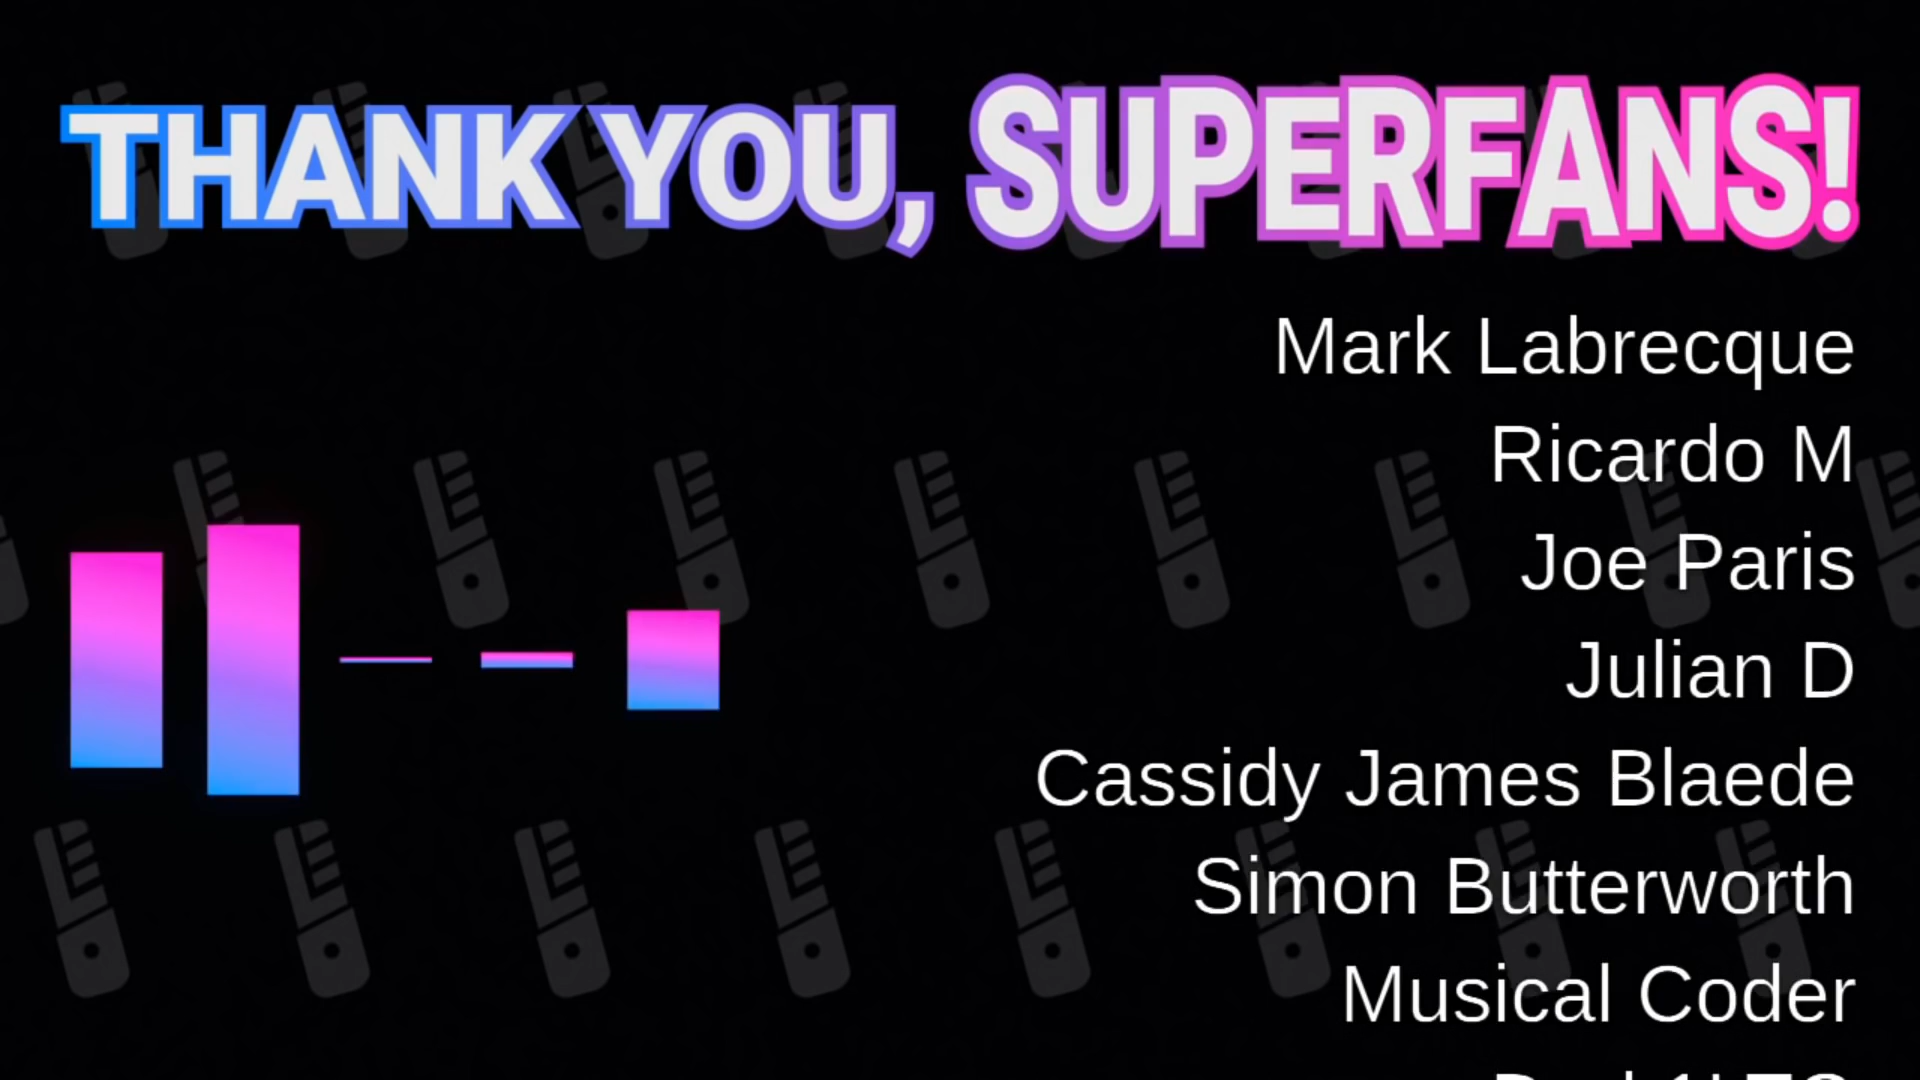 THANK YOU, SUPERFANS!
Mark Labrecque
Ricardo M
Joe Paris
Julian D
Cassidy James Blaede
Simon Butterworth
Musical Coder